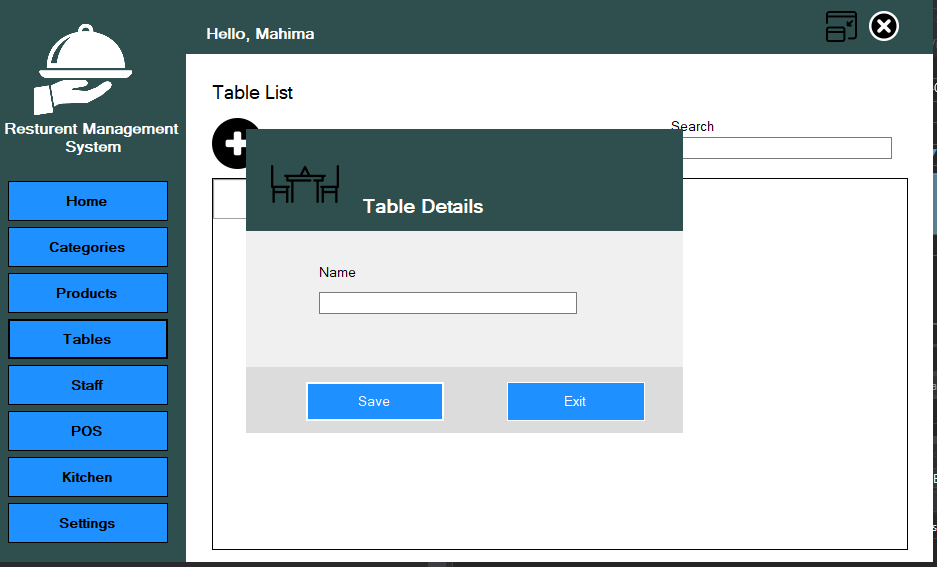 Hello, Mahima
Resturent Management
System
Home
Categories
Products
Tables
Staff
POS
Kitchen
Settings
Table List
Search
Table Details
Name
Save
Exit